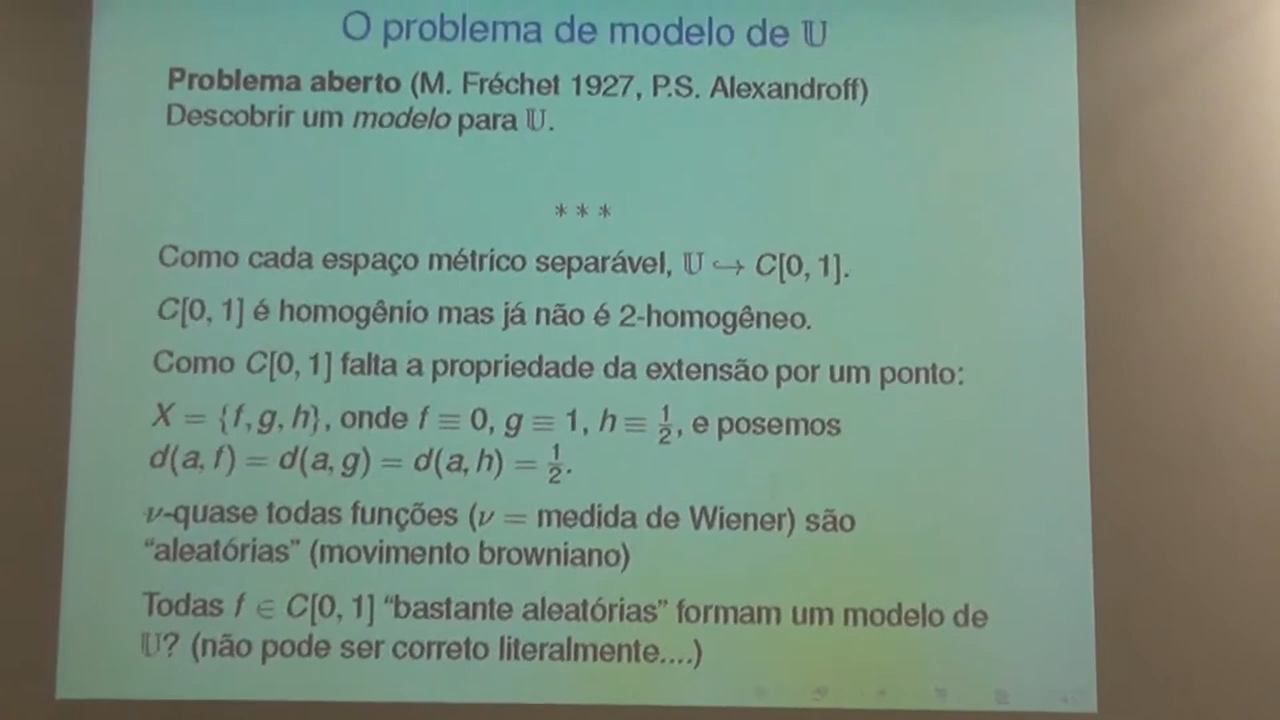 O problema de modelo de 𝕌
Problema aberto (M. Fréchet 1927, P.S. Alexandroff)
Descobrir um modelo para 𝕌.
* * *
Como cada espaço métrico separável, 𝕌 ↪ C[0, 1].
C[0, 1] é homogênio mas já não é 2-homogêneo.
Como C[0, 1] falta a propriedade da extensão por um ponto:
X = {f, g, h}, onde f ≡ 0, g ≡ 1, h ≡ 1/2, e posemos
d(a, f) = d(a, g) = d(a, h) = 1/2.
ν-quase todas funções (ν = medida de Wiener) são
“aleatórias” (movimento browniano)
Todas f ∈ C[0, 1] “bastante aleatórias” formam um modelo de
𝕌? (não pode ser correto literalmente....)